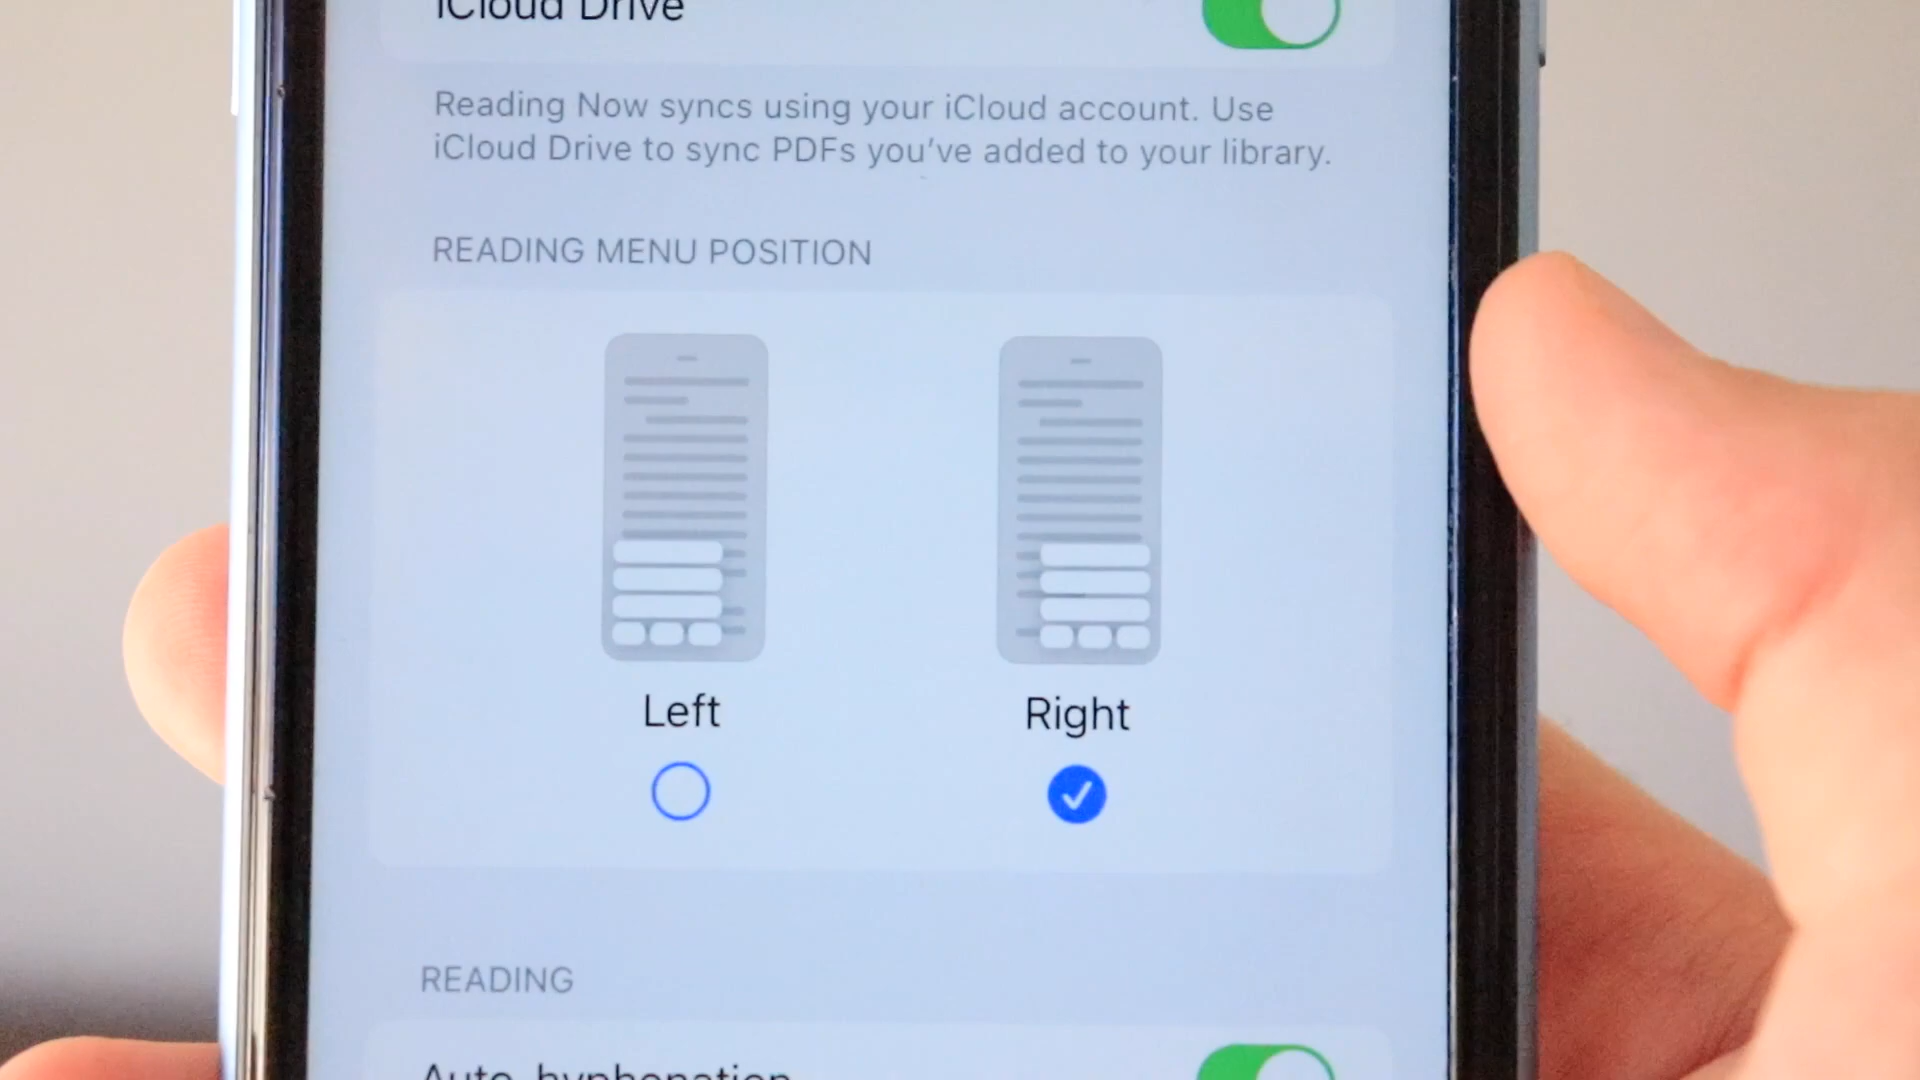 iCloud Drive
Reading Now syncs using your iCloud account. Use
iCloud Drive to sync PDFs you've added to your library.
READING MENU POSITION
Left
Right
READING
Auto-hyphenation